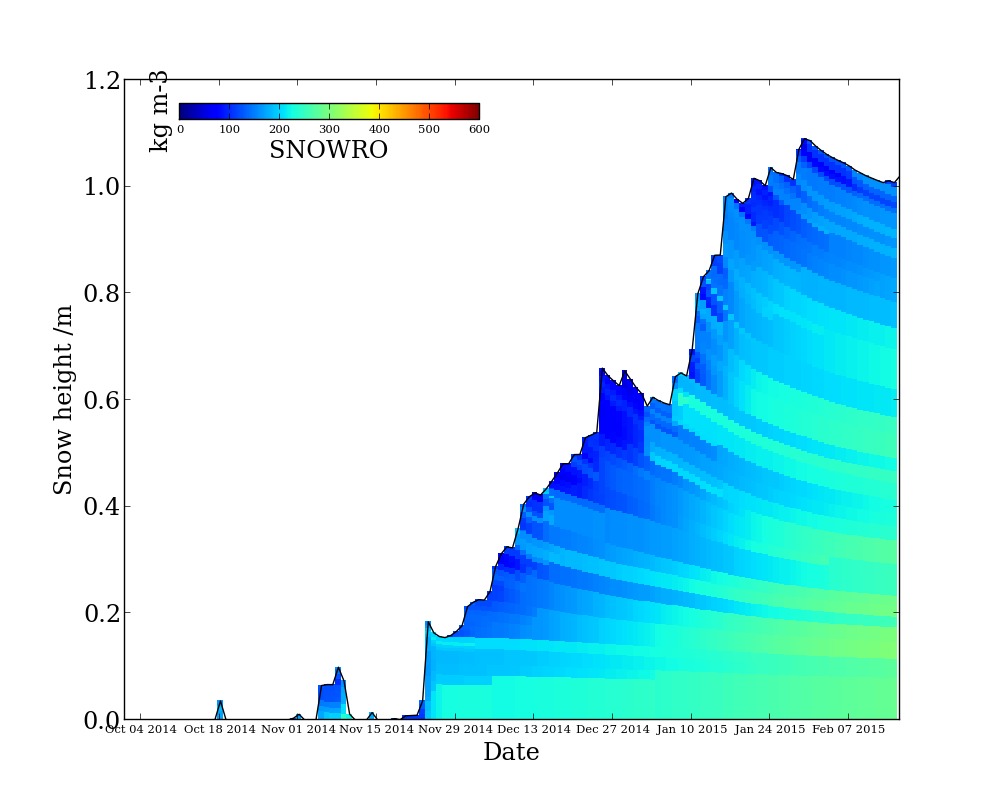 1.2
kg m-3
0 100 200 300 400 500 600
SNOWRO
1.0
0.8
Snow height /m
0.6
0.4
0.2
0.0
Oct 04 2014 Oct 18 2014 Nov 01 2014 Nov 15 2014 Nov 29 2014 Dec 13 2014 Dec 27 2014 Jan 10 2015 Jan 24 2015 Feb 07 2015
Date